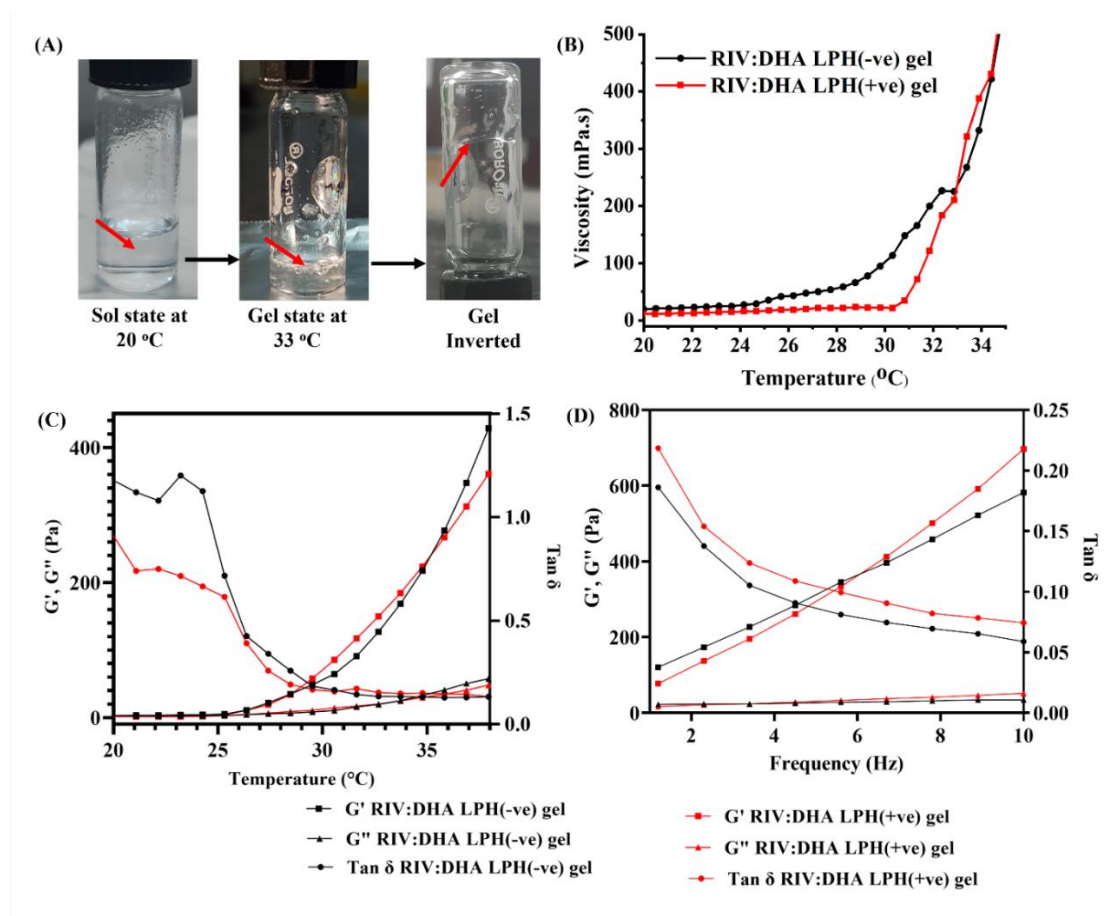 (A)
Sol state at
20 °C
Gel state at
33 °C
Gel
Inverted
(B)
RIV:DHA LPH(-ve) gel
RIV:DHA LPH(+ve) gel
Viscosity (mPa.s)
500
400
300
200
100
0
20 22 24 26 28 30 32 34
Temperature (°C)
(C)
G', G" (Pa)
400
200
0
1.5
1.0
0.5
0.0
Tan δ
20 25 30 35
Temperature (°C)
G' RIV:DHA LPH(-ve) gel
G" RIV:DHA LPH(-ve) gel
Tan δ RIV:DHA LPH(-ve) gel
(D)
G', G" (Pa)
800
600
400
200
0
0.25
0.20
0.15
0.10
0.05
0.00
Tan δ
2 4 6 8 10
Frequency (Hz)
G' RIV:DHA LPH(+ve) gel
G" RIV:DHA LPH(+ve) gel
Tan δ RIV:DHA LPH(+ve) gel